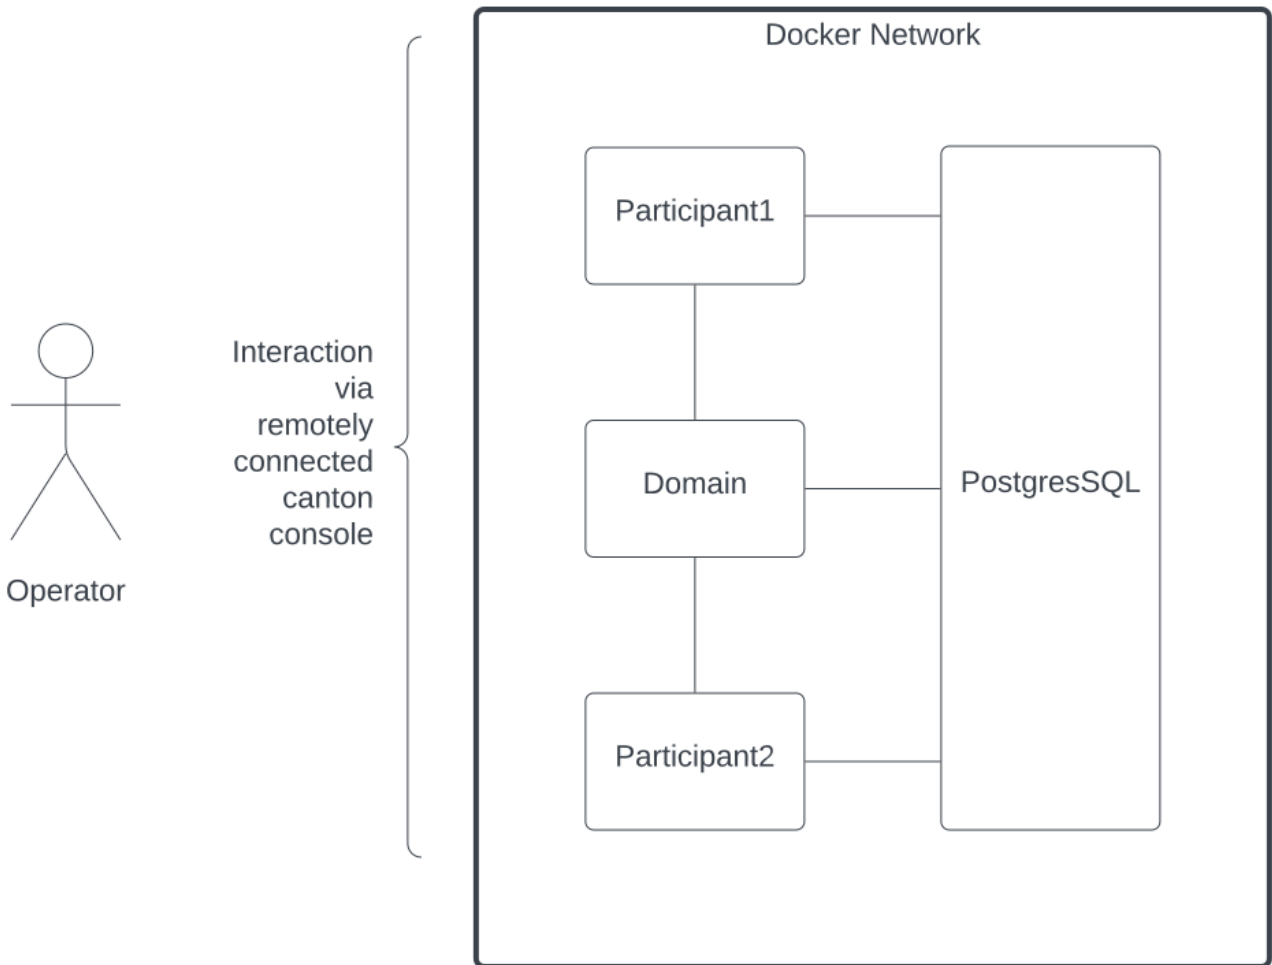 Docker Network
Participant1
Interaction
via
remotely
connected
canton
console
Domain
PostgresSQL
Operator
Participant2